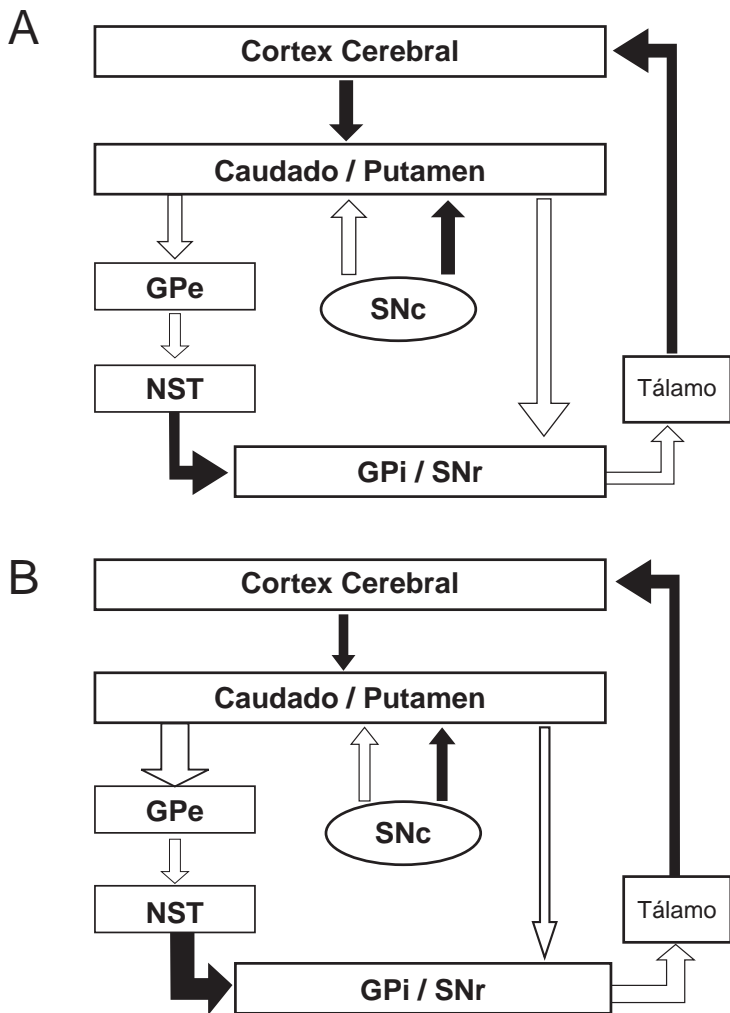 A
Cortex Cerebral
Caudado / Putamen
GPe
SNc
NST
Tálamo
GPi / SNr
B
Cortex Cerebral
Caudado / Putamen
GPe
SNc
NST
Tálamo
GPi / SNr